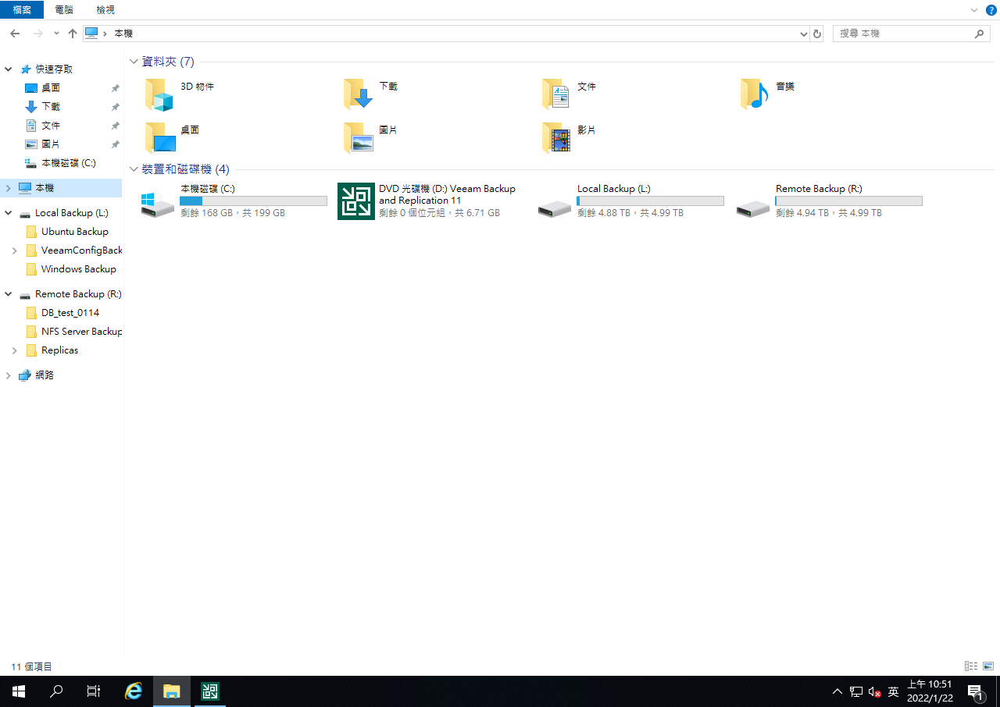 檔案 電腦 檢視
本機
搜尋 本機
快速存取
桌面
下載
文件
圖片
本機磁碟 (C:)
本機
Local Backup (L:)
Ubuntu Backup
VeeamConfigBack
Windows Backup
Remote Backup (R:)
DB_test_0114
NFS Server Backup
Replicas
網路
資料夾 (7)
3D 物件
下載
文件
音樂
桌面
圖片
影片
裝置和磁碟機 (4)
本機磁碟 (C:)
剩餘 168 GB，共 199 GB
DVD 光碟機 (D:) Veeam Backup
and Replication 11
剩餘 0 個位元組，共 6.71 GB
Local Backup (L:)
剩餘 4.88 TB，共 4.99 TB
Remote Backup (R:)
剩餘 4.94 TB，共 4.99 TB
11 個項目
英
上午 10:51
2022/1/22
1